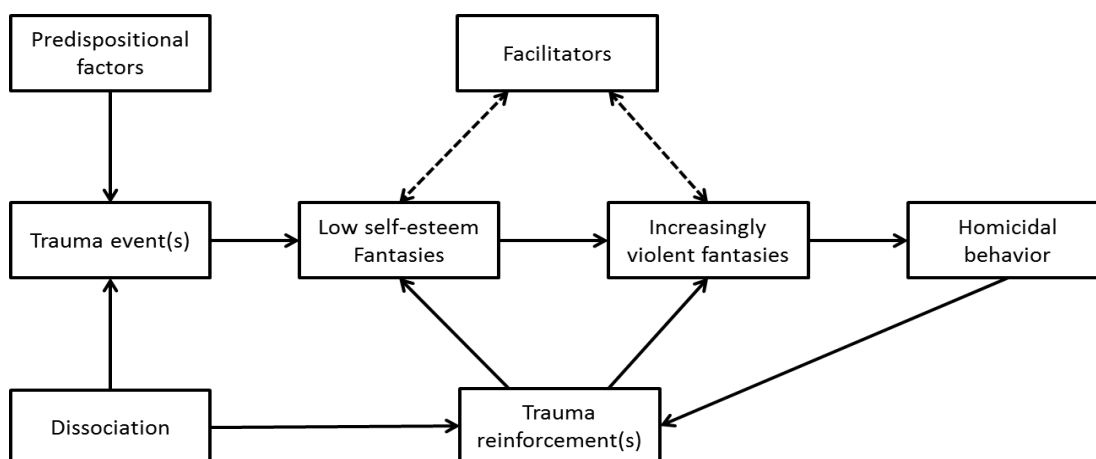 Predispositional
factors
Facilitators
Trauma event(s)
Low self-esteem
Fantasies
Increasingly
violent fantasies
Homicidal
behavior
Dissociation
Trauma
reinforcement(s)